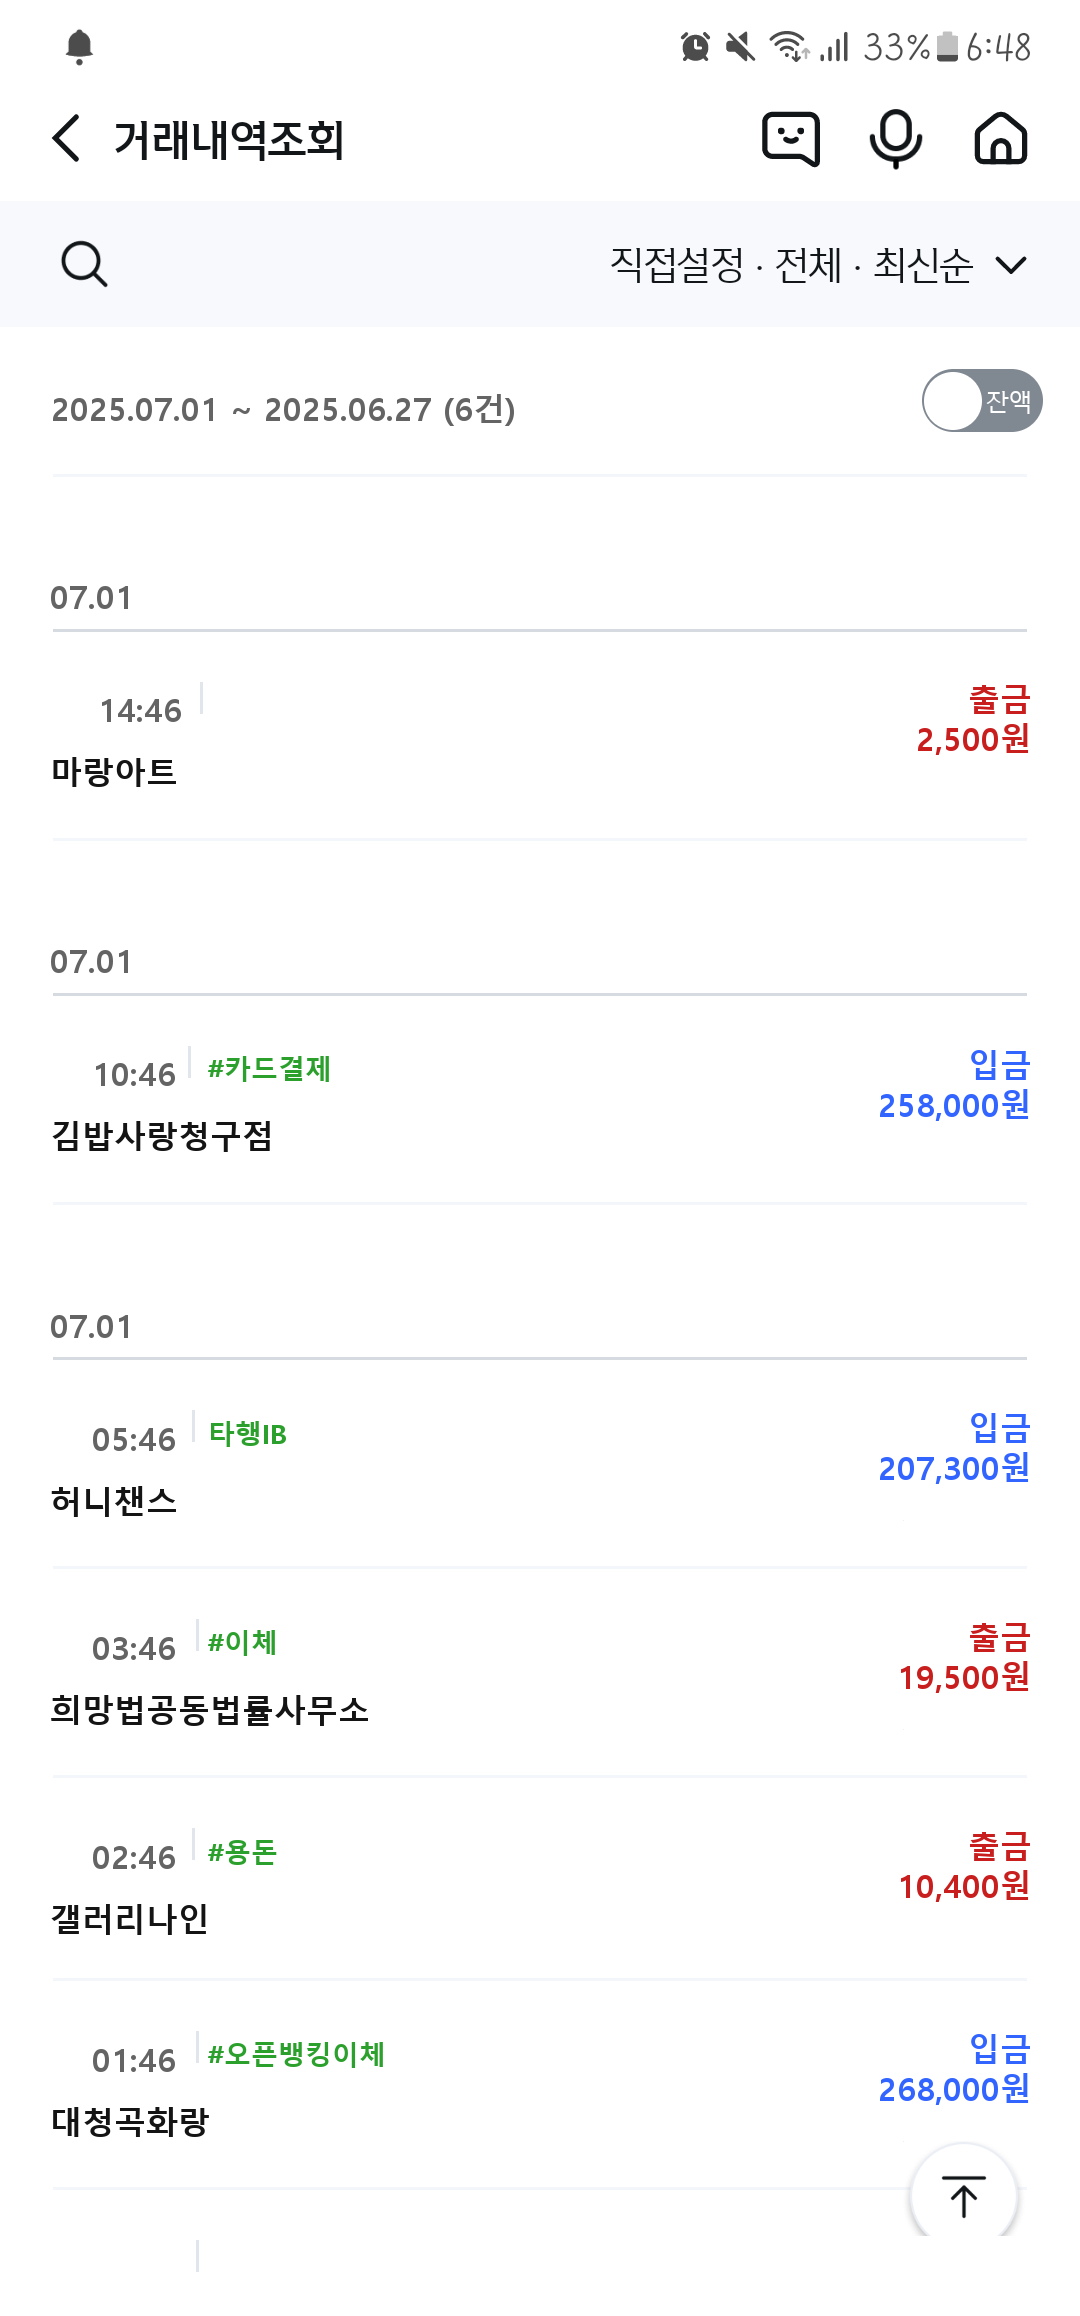 33% 6:48
거래내역조회
직접설정 · 전체 · 최신순
2025.07.01 ~ 2025.06.27 (6건)
잔액
07.01
14:46
출금
2,500원
마랑아트
07.01
10:46 #카드결제
입금
258,000원
김밥사랑청구점
07.01
05:46 타행IB
입금
207,300원
허니챈스
03:46 #이체
출금
19,500원
희망법공동법률사무소
02:46 #용돈
출금
10,400원
갤러리나인
01:46 #오픈뱅킹이체
입금
268,000원
대청곡화랑